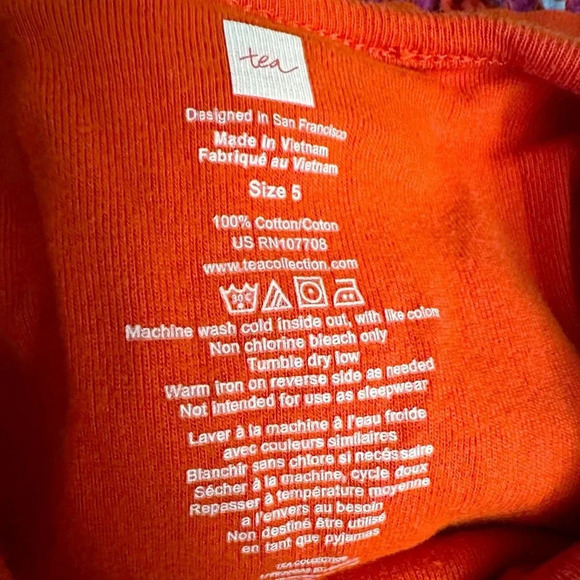 tea
Designed in San Francisco
Made In Vietnam
Fabriqué au Vietnam
Size 5
100% Cotton/Coton
US RN107708
www.teacollection.com
30 C
Machine wash cold inside out, with like colors
Non chlorine bleach only
Tumble dry low
Warm iron on reverse side as needed
Not intended for use as sleepwear
Laver à la machine à l'eau froide
avec couleurs similaires
Blanchir sans chlore si necéssaire
Sécher à la machine, cycle doux
Repasser à température moyenne
a l'envers au besoin
Non destiné être utilisé
en tant que pyjamas
TEA COLLECTION